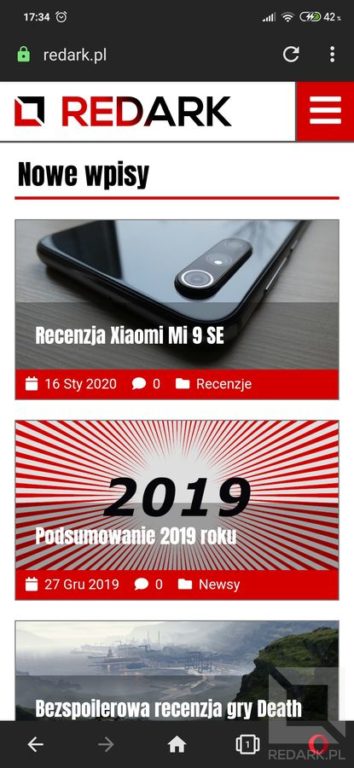 17:34 42%
redark.pl
REDARK
Nowe wpisy
Recenzja Xiaomi Mi 9 SE
16 Sty 2020 0 Recenzje
2019
Podsumowanie 2019 roku
27 Gru 2019 0 Newsy
Bezspoilerowa recenzja gry Death
1
REDARK.PL